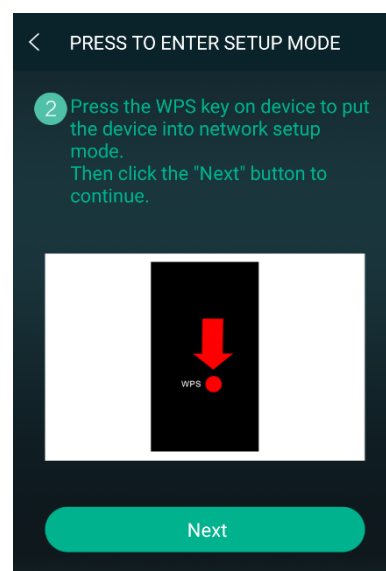 PRESS TO ENTER SETUP MODE
2
Press the WPS key on device to put
the device into network setup
mode.
Then click the "Next" button to
continue.
WPS
Next